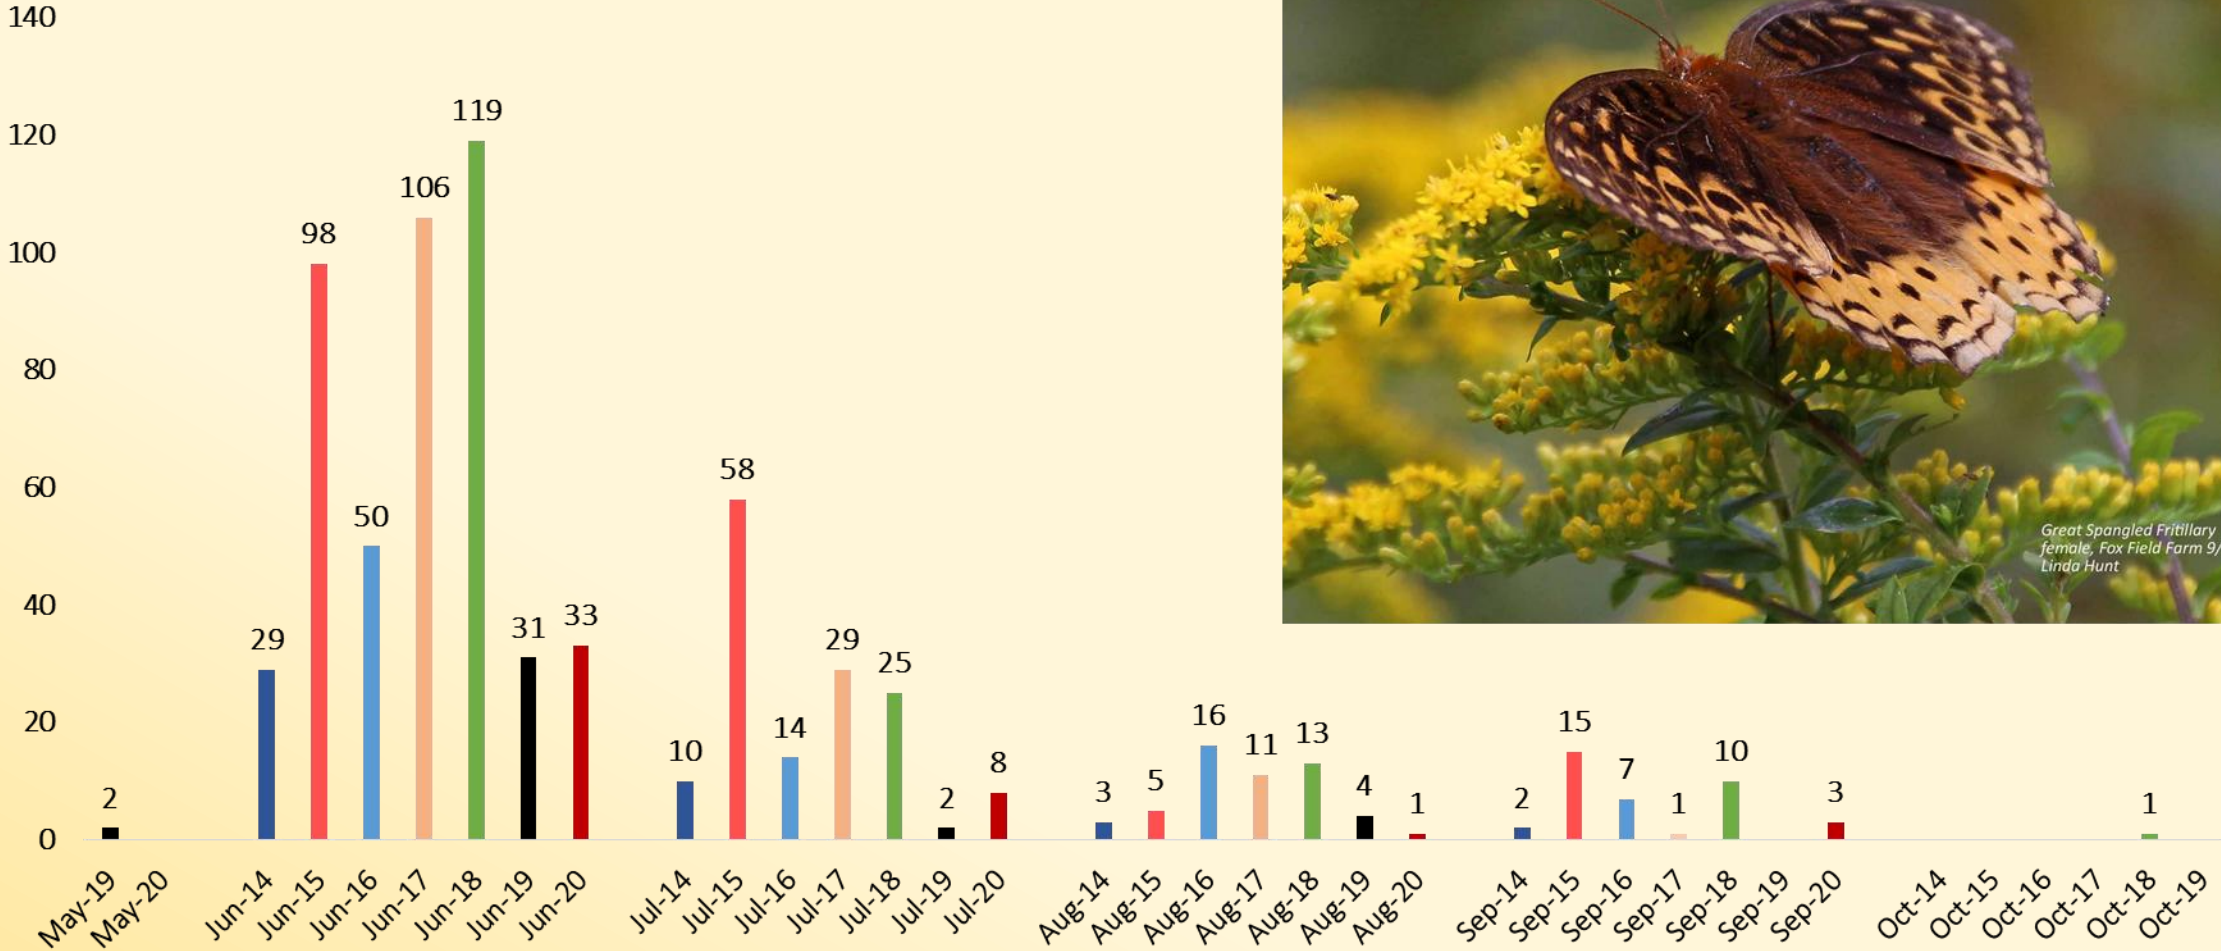 140
120
100
80
60
40
20
0
2
29
98
50
106
119
31
33
10
58
14
29
25
2
8
3
5
16
11
13
4
1
2
15
7
1
10
3
1
May-19
May-20
Jun-14
Jun-15
Jun-16
Jun-17
Jun-18
Jun-19
Jun-20
Jul-14
Jul-15
Jul-16
Jul-17
Jul-18
Jul-19
Jul-20
Aug-14
Aug-15
Aug-16
Aug-17
Aug-18
Aug-19
Aug-20
Sep-14
Sep-15
Sep-16
Sep-17
Sep-18
Sep-19
Sep-20
Oct-14
Oct-15
Oct-16
Oct-17
Oct-18
Oct-19
Great Spangled Fritillary
female, Fox Field Farm 9/
Linda Hunt